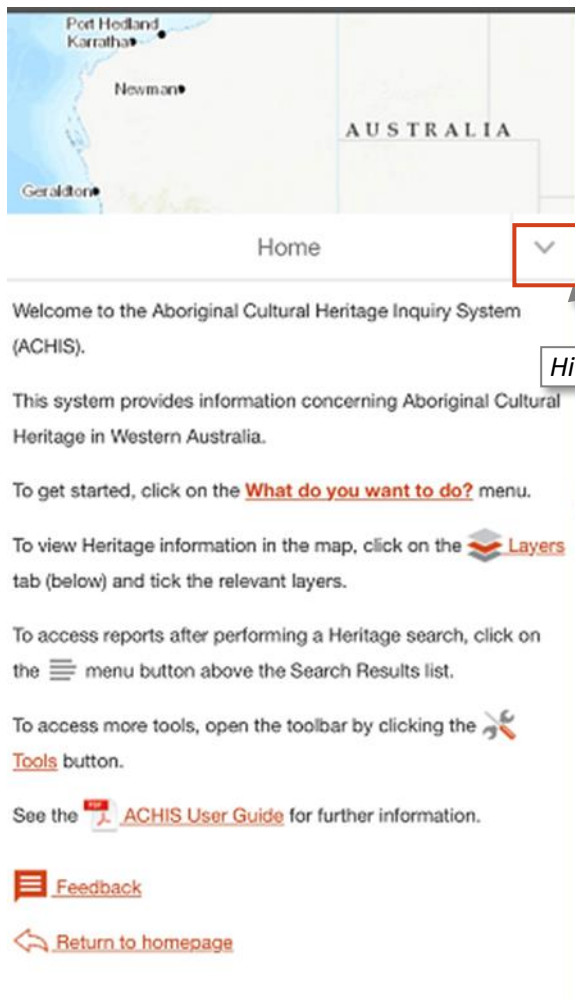 Port Hedland
Karratha
Newman
AUSTRALIA
Geraldton
Home
Welcome to the Aboriginal Cultural Heritage Inquiry System
(ACHIS).
Hi
This system provides information concerning Aboriginal Cultural
Heritage in Western Australia.
To get started, click on the What do you want to do? menu.
To view Heritage information in the map, click on the Layers
tab (below) and tick the relevant layers.
To access reports after performing a Heritage search, click on
the menu button above the Search Results list.
To access more tools, open the toolbar by clicking the
Tools button.
See the PDF ACHIS User Guide for further information.
Feedback
Return to homepage